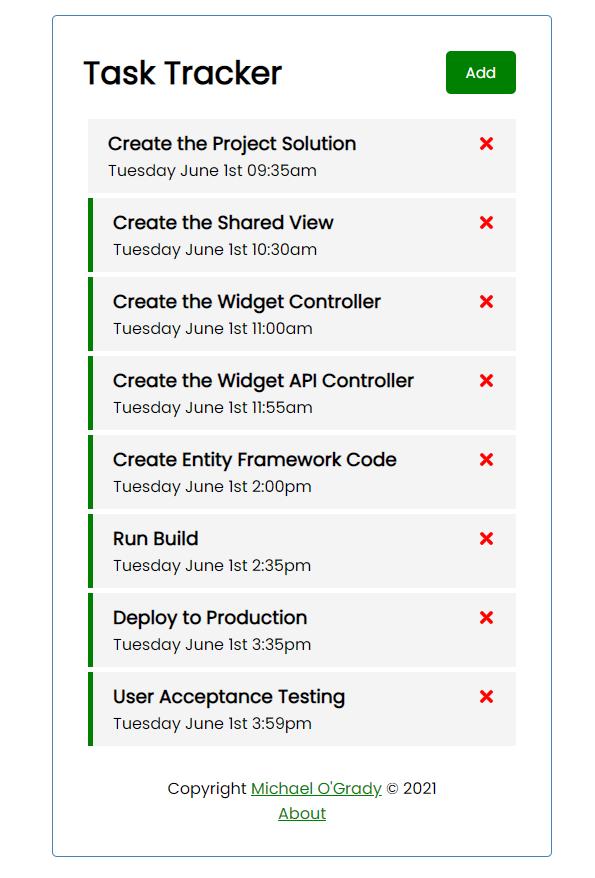 Task Tracker
Add
Create the Project Solution
Tuesday June 1st 09:35am
Create the Shared View
Tuesday June 1st 10:30am
Create the Widget Controller
Tuesday June 1st 11:00am
Create the Widget API Controller
Tuesday June 1st 11:55am
Create Entity Framework Code
Tuesday June 1st 2:00pm
Run Build
Tuesday June 1st 2:35pm
Deploy to Production
Tuesday June 1st 3:35pm
User Acceptance Testing
Tuesday June 1st 3:59pm
Copyright Michael O'Grady © 2021
About